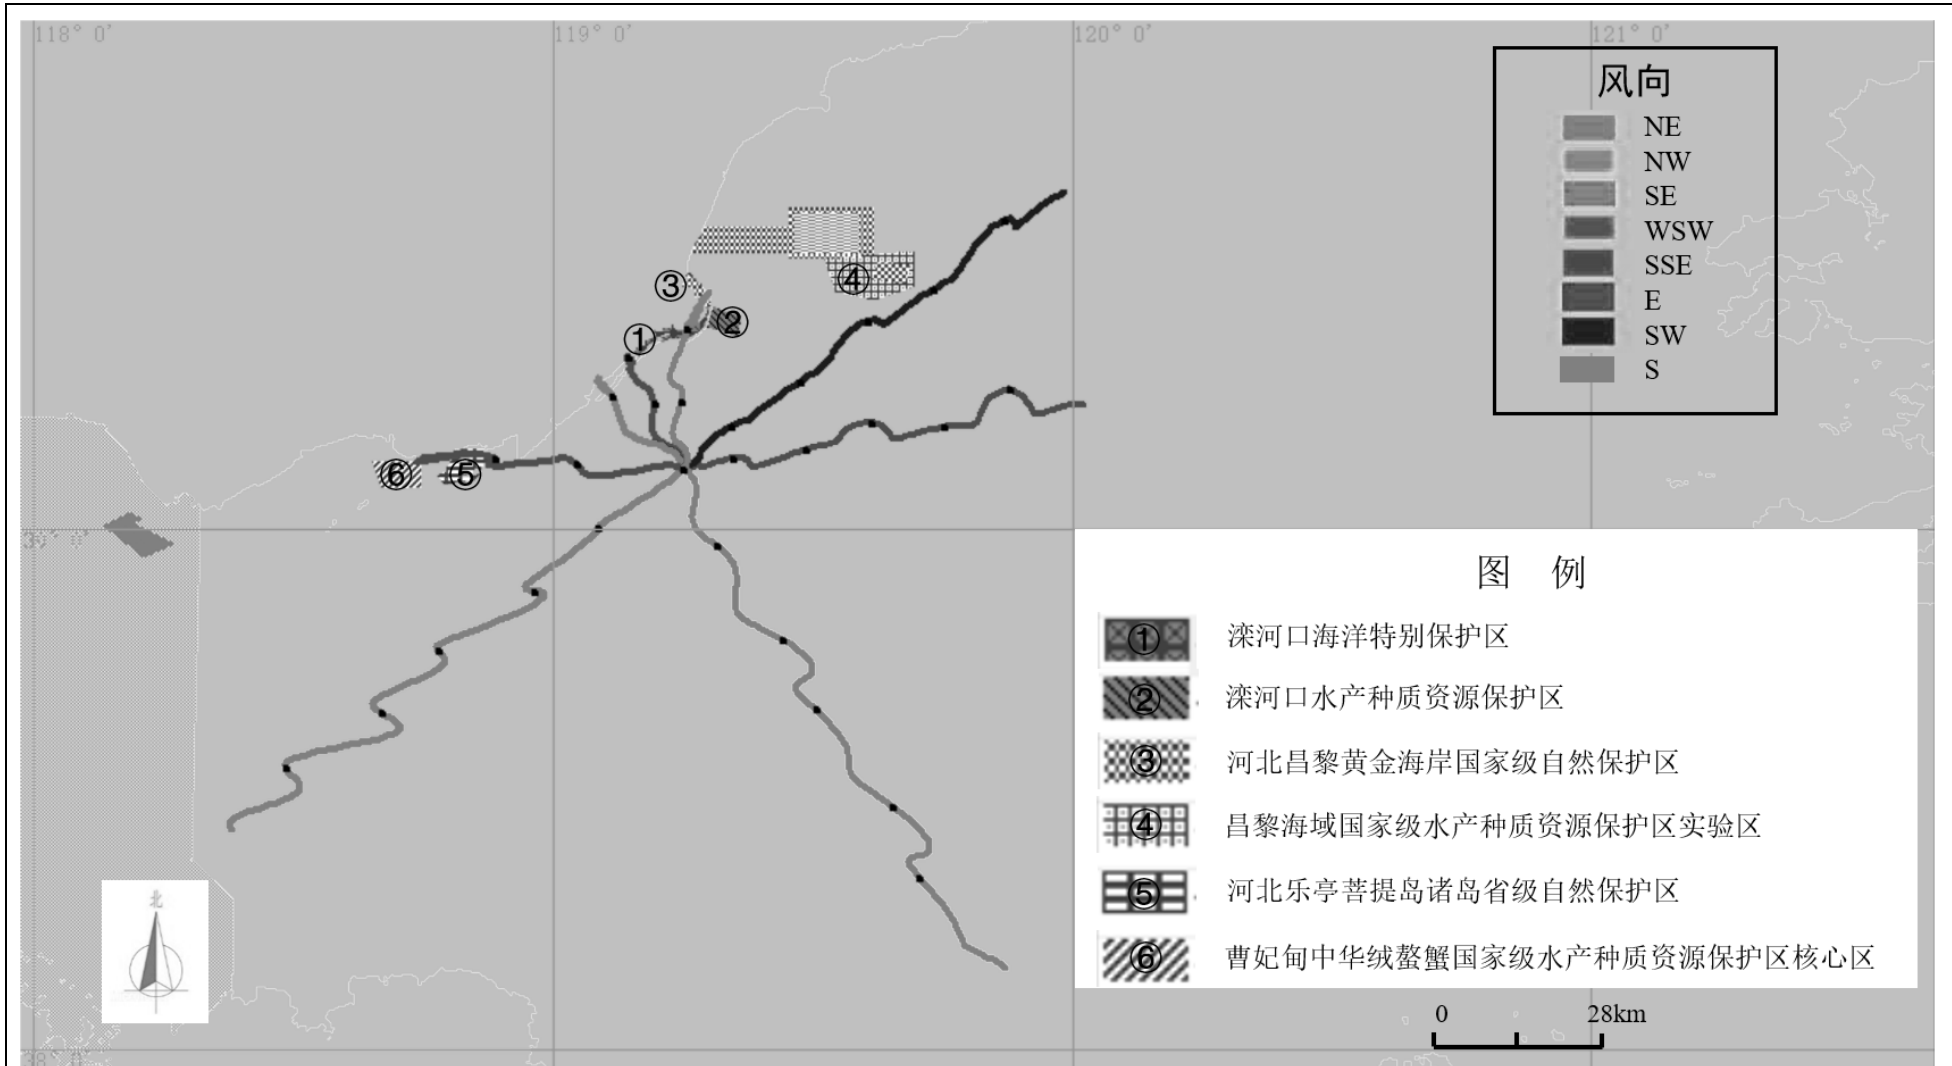 118° 0′
119° 0′
120° 0′
121° 0′
风向
NE
NW
SE
WSW
SSE
E
SW
S
④
③
②
①
⑥
⑤
39° 0′
图 例
① 滦河口海洋特别保护区
② 滦河口水产种质资源保护区
③ 河北昌黎黄金海岸国家级自然保护区
④ 昌黎海域国家级水产种质资源保护区实验区
⑤ 河北乐亭菩提岛诸岛省级自然保护区
⑥ 曹妃甸中华绒螯蟹国家级水产种质资源保护区核心区
北
0 28km
38° 0′